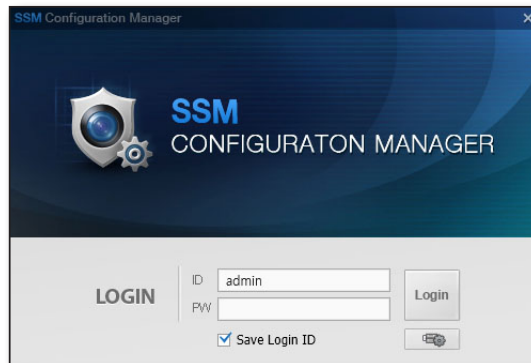 SSM Configuration Manager
SSM
CONFIGURATON MANAGER
LOGIN
ID
admin
PW
Login
Save Login ID